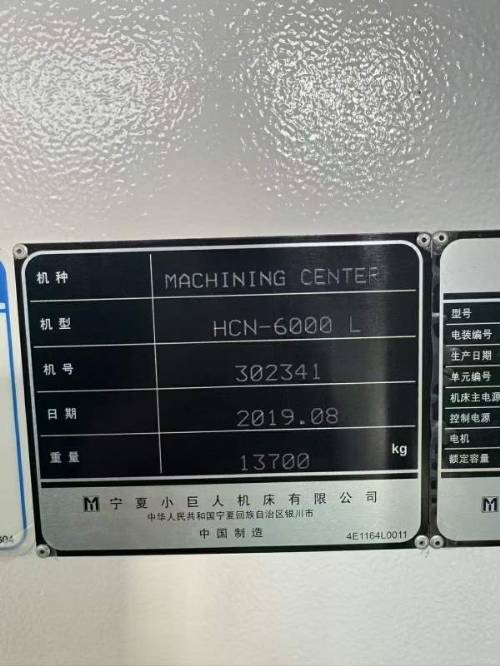 机种 MACHINING CENTER
机型 HCN-6000 L
机号 302341
日期 2019.08
重量 13700 kg
宁夏小巨人机床有限公司
中华人民共和国宁夏回族自治区银川市
中国制造 4E1164L0011
型号
电装编号
生产日期
单元编号
机床主电源
控制电源
电机
额定容量
604